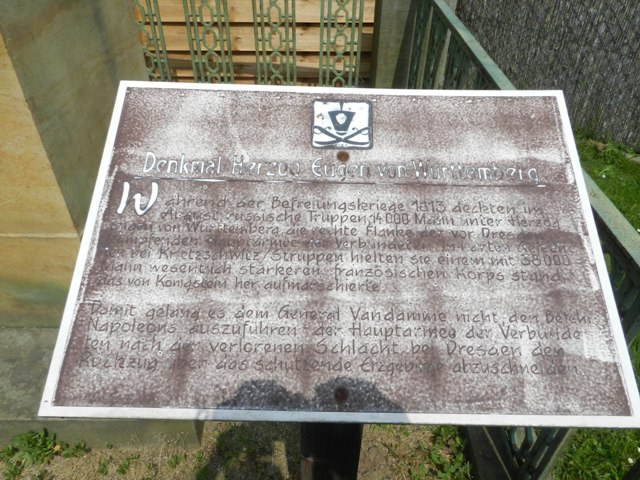 Denkmal Herzog Eugen von Württemberg
Während der Befreiungskriege 1813 deckten im
August russische Truppen, 14000 Mann unter Herzog
von Württemberg, die rechte Flanke der vor Dresden
kämpfenden Hauptarmee der Verbündeten.
bei Kretzschwitz/Struppen hielten sie einem mit 38000
Mann wesentlich stärkeren französischen Korps stand,
das von Königstein her aufmarschierte.
Damit gelang es dem General Vandamme nicht, den Befehl
Napoleons auszuführen - der Hauptarmee der Verbünde
ten nach der verlorenen Schlacht bei Dresden den
Rückzug über das schützende Erzgebirge abzuschneiden